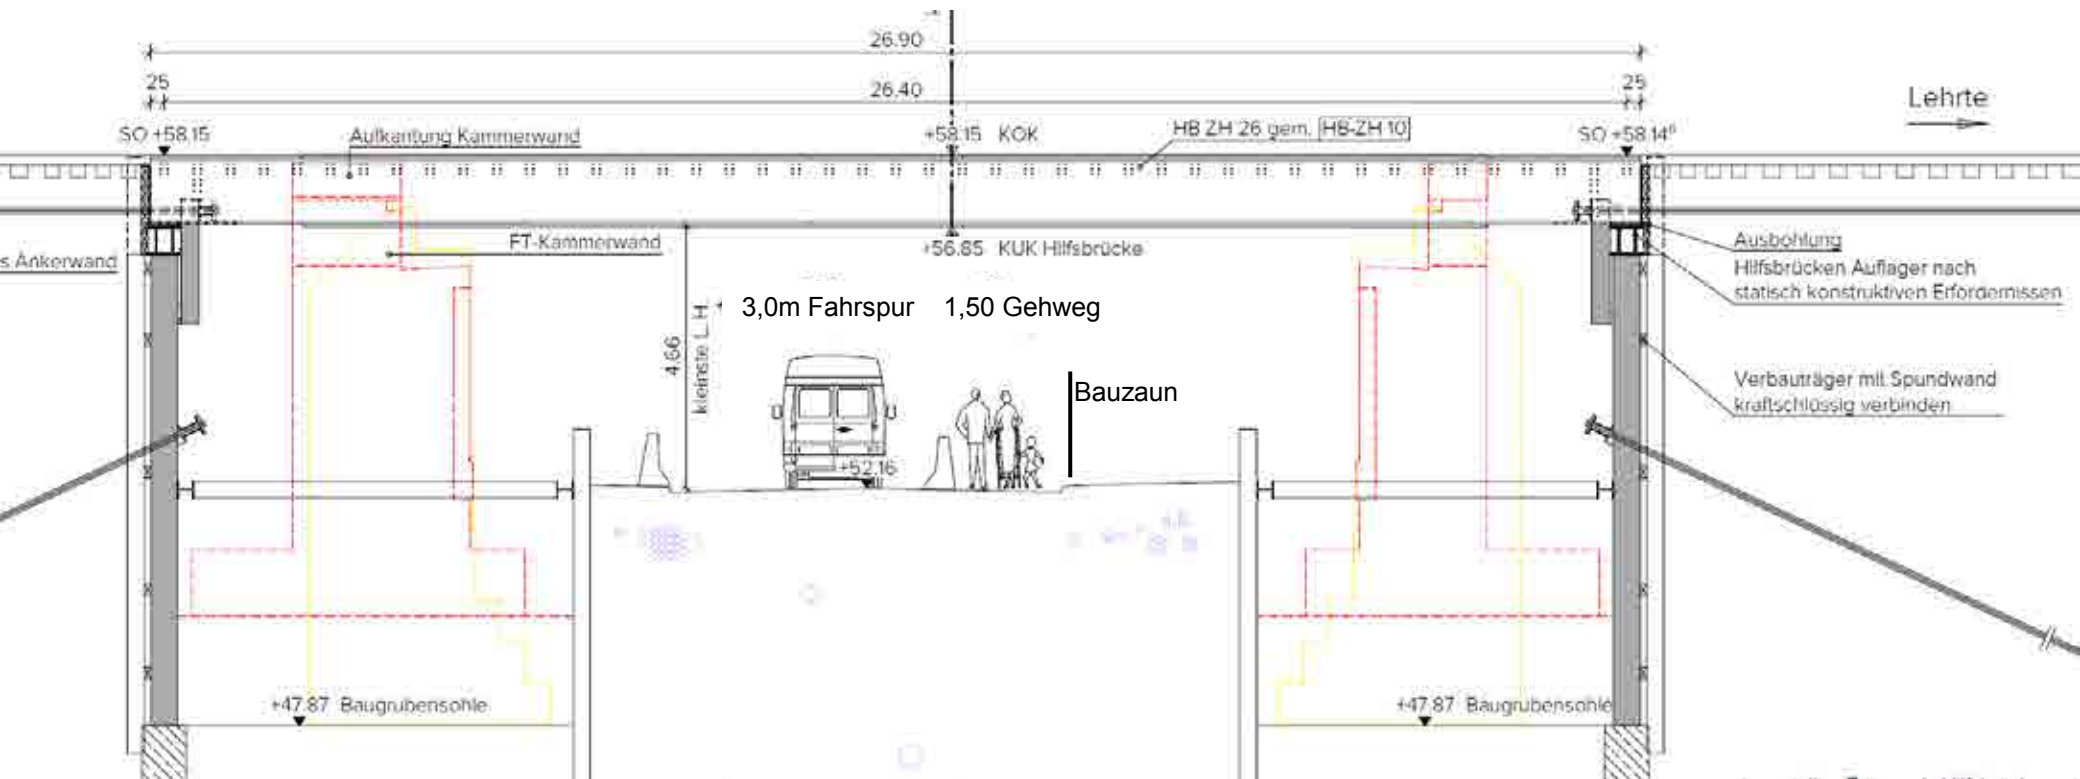 26.90
25
26.40
25
Lehrte
SO +58.15
Aufkantung Kammerwand
+58.15 KOK
HB ZH 26 gem. HB-ZH 10
SO +58.14⁶
FT-Kammerwand
+56.85 KUK Hilfsbrücke
s Ankerwand
Ausbohlung
Hilfsbrücken Auflager nach
statisch konstruktiven Erfordernissen
3,0m Fahrspur 1,50 Gehweg
4.66
kleinste L.H.
Bauzaun
Verbauträger mit Spundwand
kraftschlüssig verbinden
+52.16
+47.87 Baugrubensohle
+47.87 Baugrubensohle